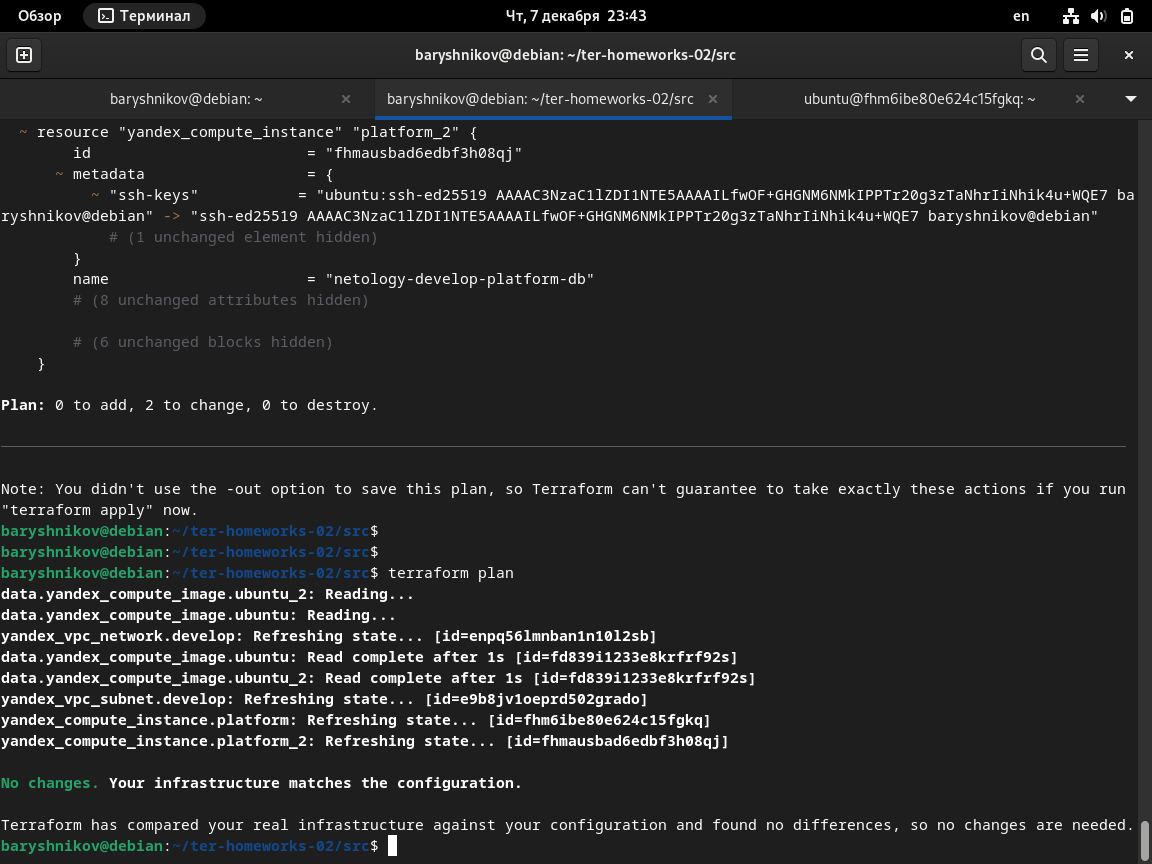 Обзор Терминал Чт, 7 декабря 23:43 en
baryshnikov@debian: ~/ter-homeworks-02/src
baryshnikov@debian: ~ × baryshnikov@debian: ~/ter-homeworks-02/src × ubuntu@fhm6ibe80e624c15fgkq: ~ ×
~ resource "yandex_compute_instance" "platform_2" {
id = "fhmausbad6edbf3h08qj"
~ metadata = {
~ "ssh-keys" = "ubuntu:ssh-ed25519 AAAAC3NzaC1lZDI1NTE5AAAAILfwOF+GHGNM6NMkIPPTr20g3zTaNhrIiNhik4u+WQE7 ba
ryshnikov@debian" -> "ssh-ed25519 AAAAC3NzaC1lZDI1NTE5AAAAILfwOF+GHGNM6NMkIPPTr20g3zTaNhrIiNhik4u+WQE7 baryshnikov@debian"
# (1 unchanged element hidden)
}
name = "netology-develop-platform-db"
# (8 unchanged attributes hidden)
# (6 unchanged blocks hidden)
}
Plan: 0 to add, 2 to change, 0 to destroy.
Note: You didn't use the -out option to save this plan, so Terraform can't guarantee to take exactly these actions if you run
"terraform apply" now.
baryshnikov@debian:~/ter-homeworks-02/src$
baryshnikov@debian:~/ter-homeworks-02/src$
baryshnikov@debian:~/ter-homeworks-02/src$ terraform plan
data.yandex_compute_image.ubuntu_2: Reading...
data.yandex_compute_image.ubuntu: Reading...
yandex_vpc_network.develop: Refreshing state... [id=enpq56lmnban1n10l2sb]
data.yandex_compute_image.ubuntu: Read complete after 1s [id=fd839i1233e8krfrf92s]
data.yandex_compute_image.ubuntu_2: Read complete after 1s [id=fd839i1233e8krfrf92s]
yandex_vpc_subnet.develop: Refreshing state... [id=e9b8jv1oeprd502grado]
yandex_compute_instance.platform: Refreshing state... [id=fhm6ibe80e624c15fgkq]
yandex_compute_instance.platform_2: Refreshing state... [id=fhmausbad6edbf3h08qj]
No changes. Your infrastructure matches the configuration.
Terraform has compared your real infrastructure against your configuration and found no differences, so no changes are needed.
baryshnikov@debian:~/ter-homeworks-02/src$